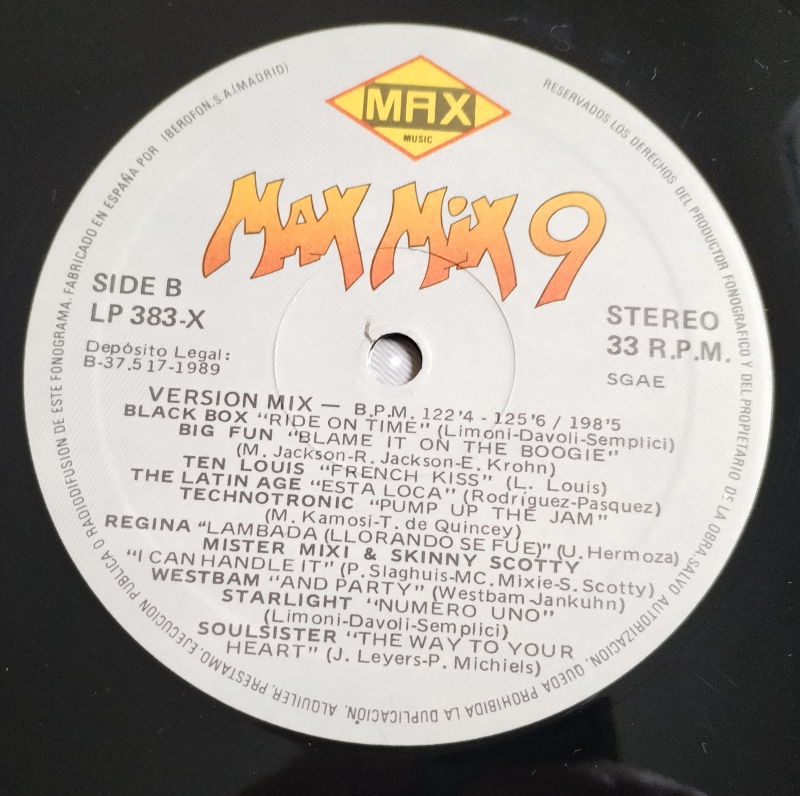 MAX
MUSIC
MAX MIX 9
SIDE B
LP 383-X
Depósito Legal:
B-37.517-1989
STEREO
33 R.P.M.
SGAE
VERSION MIX — B.P.M. 122'4 - 125'6 / 198'5
BLACK BOX "RIDE ON TIME" (Limoni-Davoli-Semplici)
BIG FUN "BLAME IT ON THE BOOGIE"
(M. Jackson-R. Jackson-E. Krohn)
TEN LOUIS "FRENCH KISS" (L. Louis)
THE LATIN AGE "ESTA LOCA" (Rodríguez-Pasquez)
TECHNOTRONIC "PUMP UP THE JAM"
(M. Kamosi-T. de Quincey)
REGINA "LAMBADA (LLORANDO SE FUE)" (U. Hermoza)
MISTER MIXI & SKINNY SCOTTY
"I CAN HANDLE IT" (P. Slaghuis-MC. Mixie-S. Scotty)
WESTBAM "AND PARTY" (Westbam-Jankuhn)
STARLIGHT "NUMERO UNO"
(Limoni-Davoli-Semplici)
SOULSISTER "THE WAY TO YOUR
HEART" (J. Leyers-P. Michiels)
RESERVADOS LOS DERECHOS DEL PRODUCTOR FONOGRAFICO Y DEL PROPIETARIO DE LA OBRA. SALVO AUTORIZACION, QUEDA PROHIBIDA LA DUPLICACIÓN, ALQUILER, PRESTAMO, EJECUCION PUBLICA O RADIODIFUSION DE ESTE FONOGRAMA. FABRICADO EN ESPAÑA POR IBEROFON, S.A. (MADRID)